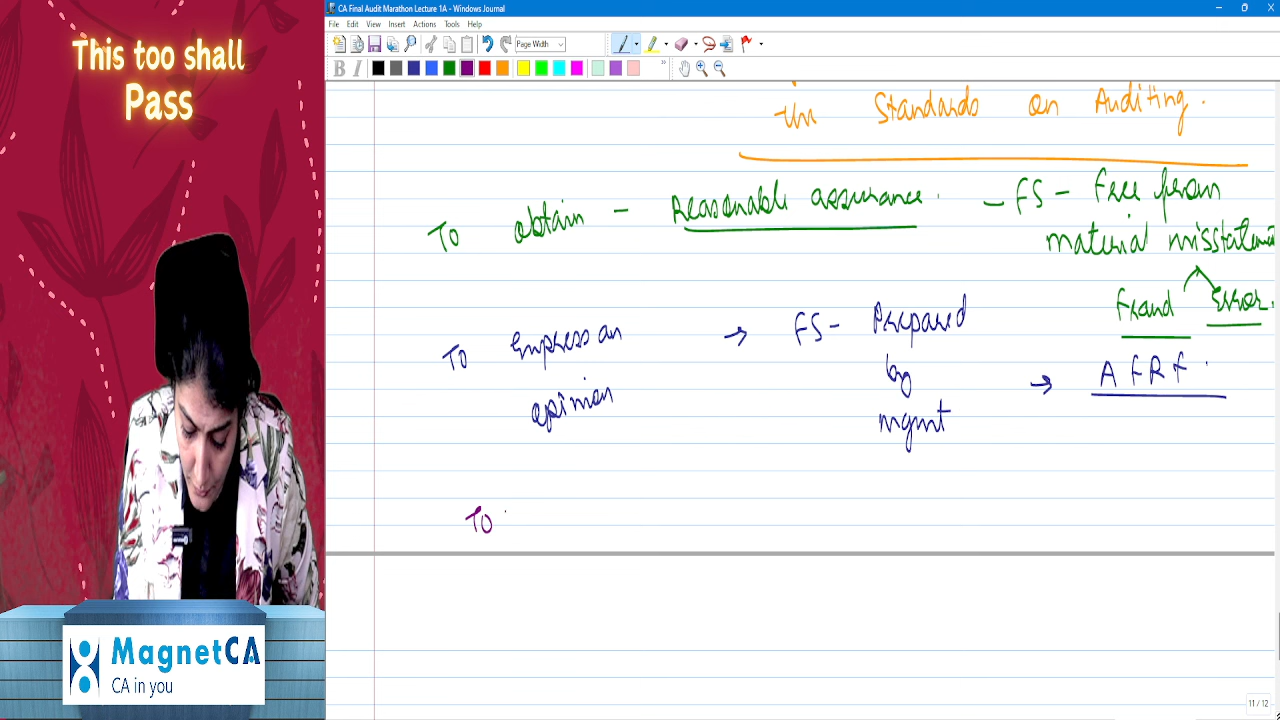 This too shall
Pass
CA Final Audit Marathon Lecture 1A - Windows Journal
File Edit View Insert Actions Tools Help
Page Width
B I
in Standards on Auditing.
To obtain - Reasonable assurance. - FS - Free from
material misstatement
Fraud Error.
To Express an
opinion
→ FS - Prepared
by
mgmt
→ AFRF.
To
MagnetCA
CA in you
11 / 12